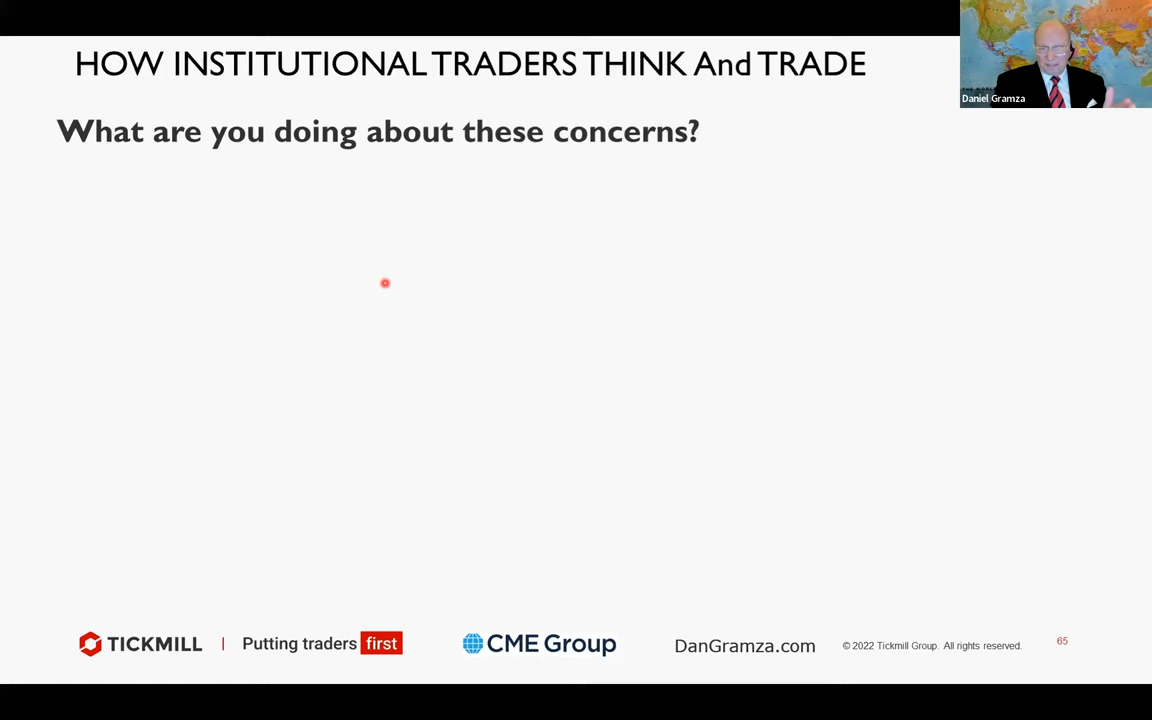 HOW INSTITUTIONAL TRADERS THINK And TRADE
Daniel Gramza
What are you doing about these concerns?
TICKMILL | Putting traders first
CME Group
DanGramza.com
© 2022 Tickmill Group. All rights reserved.
65